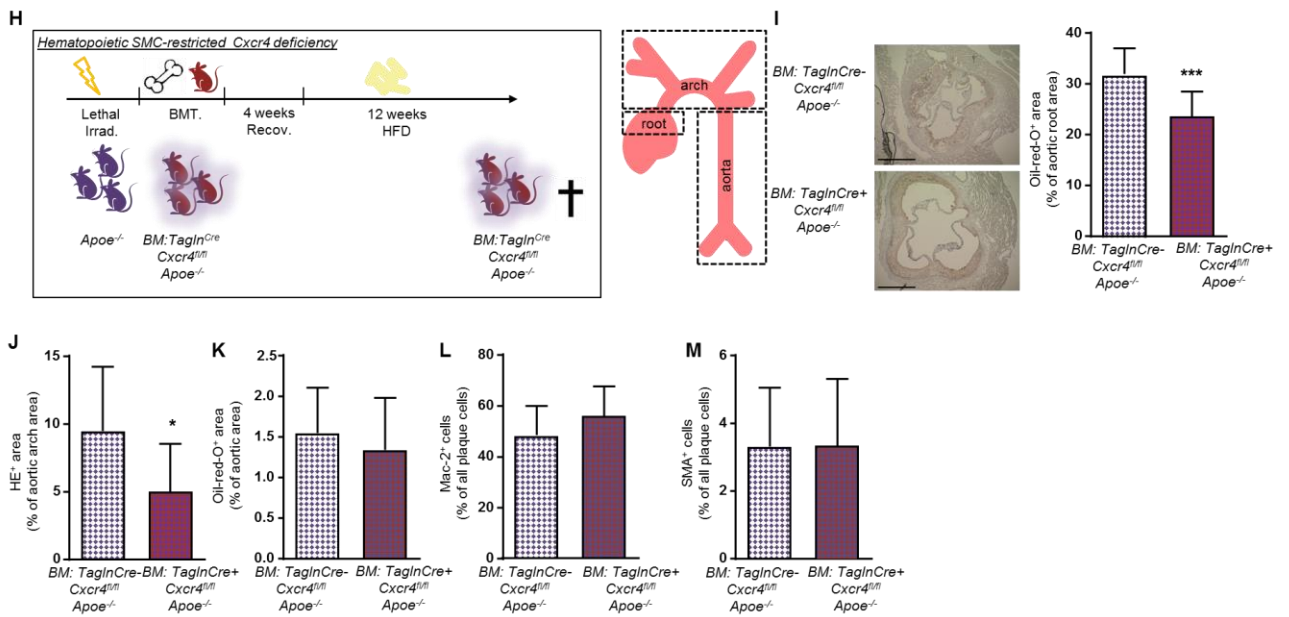 H
Hematopoietic SMC-restricted Cxcr4 deficiency
Lethal
Irrad.
BMT.
4 weeks
Recov.
12 weeks
HFD
Apoe-/-
BM:TaglnCre
Cxcr4fl/fl
Apoe-/-
BM:TaglnCre
Cxcr4fl/fl
Apoe-/-
arch
root
aorta
I
BM: TaglnCre-
Cxcr4fl/fl
Apoe-/-
BM: TaglnCre+
Cxcr4fl/fl
Apoe-/-
Oil-red-O+ area
(% of aortic root area)
40
30
20
10
0
***
BM: TaglnCre-
Cxcr4fl/fl
Apoe-/-
BM: TaglnCre+
Cxcr4fl/fl
Apoe-/-
J
HE+ area
(% of aortic arch area)
15
10
5
0
*
BM: TaglnCre-
Cxcr4fl/fl
Apoe-/-
BM: TaglnCre+
Cxcr4fl/fl
Apoe-/-
K
Oil-red-O+ area
(% of aortic area)
2.5
2.0
1.5
1.0
0.5
0.0
BM: TaglnCre-
Cxcr4fl/fl
Apoe-/-
BM: TaglnCre+
Cxcr4fl/fl
Apoe-/-
L
Mac-2+ cells
(% of all plaque cells)
80
60
40
20
0
BM: TaglnCre-
Cxcr4fl/fl
Apoe-/-
BM: TaglnCre+
Cxcr4fl/fl
Apoe-/-
M
SMA+ cells
(% of all plaque cells)
6
4
2
0
BM: TaglnCre-
Cxcr4fl/fl
Apoe-/-
BM: TaglnCre+
Cxcr4fl/fl
Apoe-/-